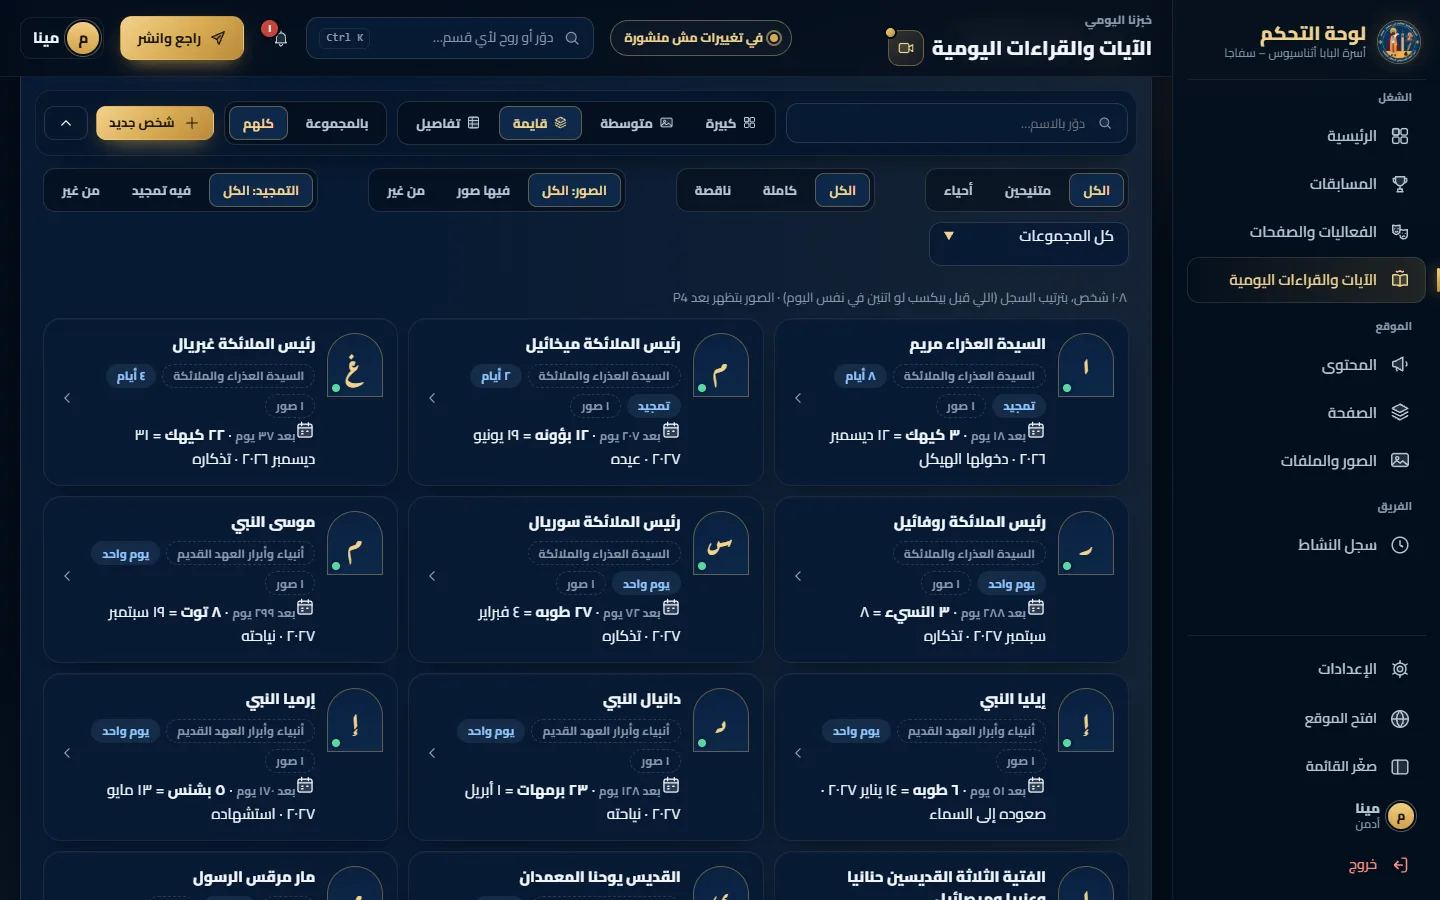 لوحة التحكم
أسرة البابا أثناسيوس – سفاجا
الشغل
الرئيسية
المسابقات
الفعاليات والصفحات
الآيات والقراءات اليومية
الموقع
المحتوى
الصفحة
الصور والملفات
الفريق
سجل النشاط
الإعدادات
افتح الموقع
صغّر القائمة
م
مينا
أدمن
خروج
خبزنا اليومي
الآيات والقراءات اليومية
في تغييرات مش منشورة
دوّر أو روح لأي قسم...
Ctrl K
١
راجع وانشر
م
مينا
دوّر بالاسم...
كبيرة
متوسطة
قايمة
تفاصيل
بالمجموعة
كلهم
شخص جديد
الكل
متنيحين
أحياء
الكل
كاملة
ناقصة
الصور: الكل
فيها صور
من غير
التمجيد: الكل
فيه تمجيد
من غير
كل المجموعات
١٠٨ شخص، بترتيب السجل (اللي قبل بيكسب لو اتنين في نفس اليوم) · الصور بتظهر بعد P4
ا
السيدة العذراء مريم
السيدة العذراء والملائكة
٨ أيام
تمجيد
١ صور
بعد ١٨ يوم · ٣ كيهك = ١٢ ديسمبر
٢٠٢٦ · دخولها الهيكل
م
رئيس الملائكة ميخائيل
السيدة العذراء والملائكة
٢ أيام
تمجيد
١ صور
بعد ٢٠٧ يوم · ١٢ بؤونه = ١٩ يونيو
٢٠٢٧ · عيده
غ
رئيس الملائكة غبريال
السيدة العذراء والملائكة
٤ أيام
١ صور
بعد ٣٧ يوم · ٢٢ كيهك = ٣١
ديسمبر ٢٠٢٦ · تذكاره
ر
رئيس الملائكة روفائيل
السيدة العذراء والملائكة
يوم واحد
١ صور
بعد ٢٨٨ يوم · ٣ النسيء = ٨
سبتمبر ٢٠٢٧ · تذكاره
س
رئيس الملائكة سوريال
السيدة العذراء والملائكة
يوم واحد
١ صور
بعد ٧٢ يوم · ٢٧ طوبه = ٤ فبراير
٢٠٢٧ · تذكاره
م
موسى النبي
أنبياء وأبرار العهد القديم
يوم واحد
١ صور
بعد ٢٩٩ يوم · ٨ توت = ١٩ سبتمبر
٢٠٢٧ · نياحته
إ
إيليا النبي
أنبياء وأبرار العهد القديم
يوم واحد
١ صور
بعد ٥١ يوم · ٦ طوبه = ١٤ يناير ٢٠٢٧ ·
صعوده إلى السماء
د
دانيال النبي
أنبياء وأبرار العهد القديم
يوم واحد
١ صور
بعد ١٢٨ يوم · ٢٣ برمهات = ١ أبريل
٢٠٢٧ · نياحته
إ
إرميا النبي
أنبياء وأبرار العهد القديم
يوم واحد
١ صور
بعد ١٧٠ يوم · ٥ بشنس = ١٣ مايو
٢٠٢٧ · استشهاده
الفتية الثلاثة القديسين حنانيا
وعزريا وميصائيل
القديس يوحنا المعمدان
مار مرقس الرسول